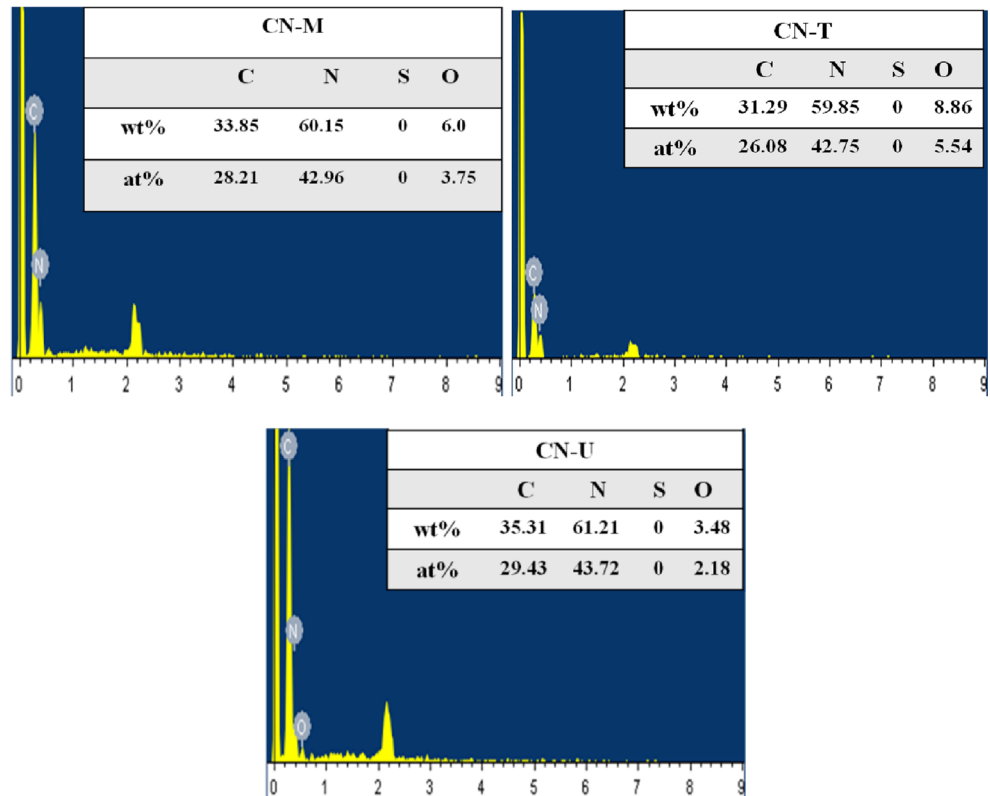 CN-M
C N S O
wt% 33.85 60.15 0 6.0
at% 28.21 42.96 0 3.75
C
N
0 1 2 3 4 5 6 7 8 9
CN-T
C N S O
wt% 31.29 59.85 0 8.86
at% 26.08 42.75 0 5.54
C
N
0 1 2 3 4 5 6 7 8 9
CN-U
C N S O
wt% 35.31 61.21 0 3.48
at% 29.43 43.72 0 2.18
C
N
O
0 1 2 3 4 5 6 7 8 9